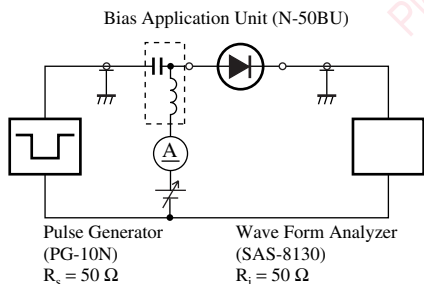 Bias Application Unit (N-50BU)
A
Pulse Generator
(PG-10N)
Rs = 50 Ω
Wave Form Analyzer
(SAS-8130)
Ri = 50 Ω